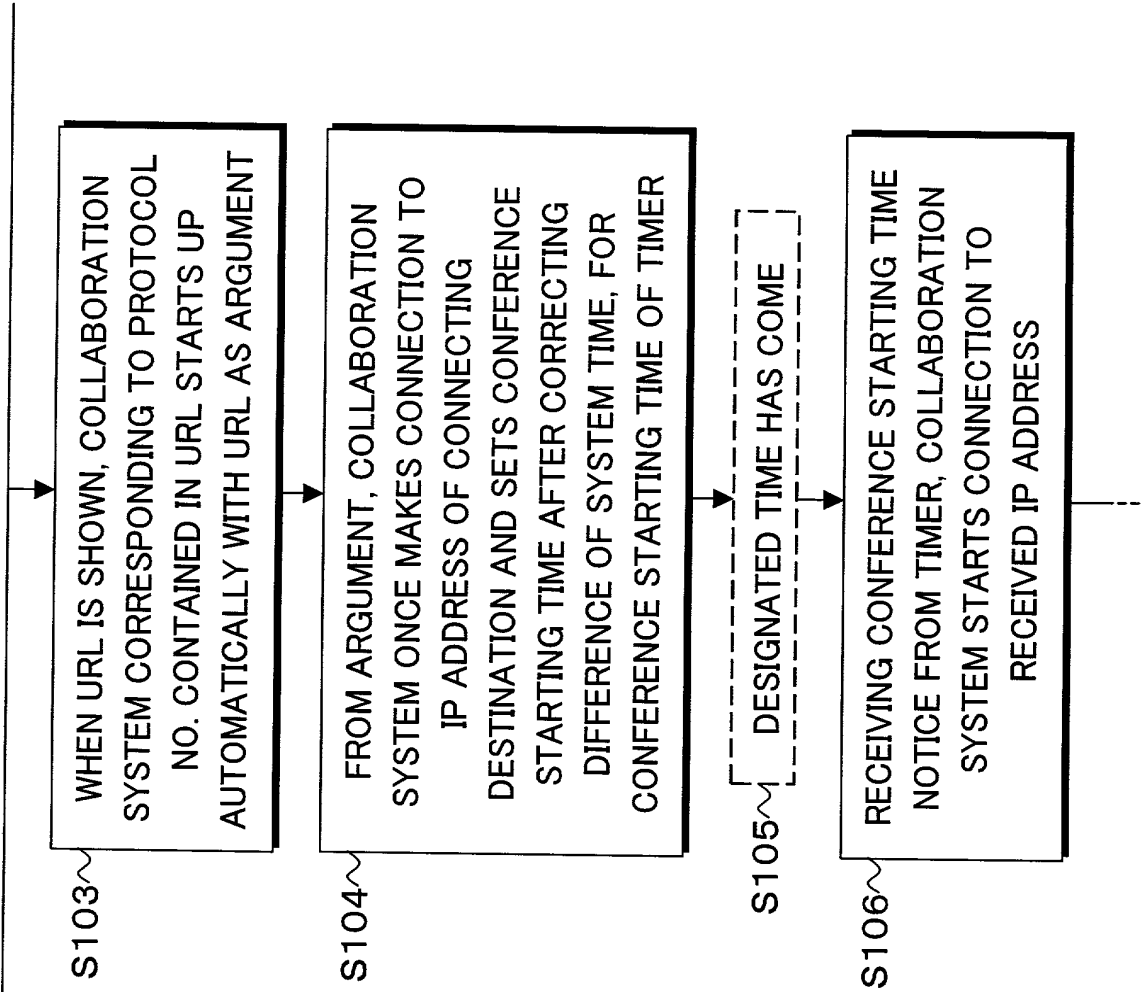 S103
WHEN URL IS SHOWN, COLLABORATION
SYSTEM CORRESPONDING TO PROTOCOL
NO. CONTAINED IN URL STARTS UP
AUTOMATICALLY WITH URL AS ARGUMENT
S104
FROM ARGUMENT, COLLABORATION
SYSTEM ONCE MAKES CONNECTION TO
IP ADDRESS OF CONNECTING
DESTINATION AND SETS CONFERENCE
STARTING TIME AFTER CORRECTING
DIFFERENCE OF SYSTEM TIME, FOR
CONFERENCE STARTING TIME OF TIMER
S105
DESIGNATED TIME HAS COME
S106
RECEIVING CONFERENCE STARTING TIME
NOTICE FROM TIMER, COLLABORATION
SYSTEM STARTS CONNECTION TO
RECEIVED IP ADDRESS